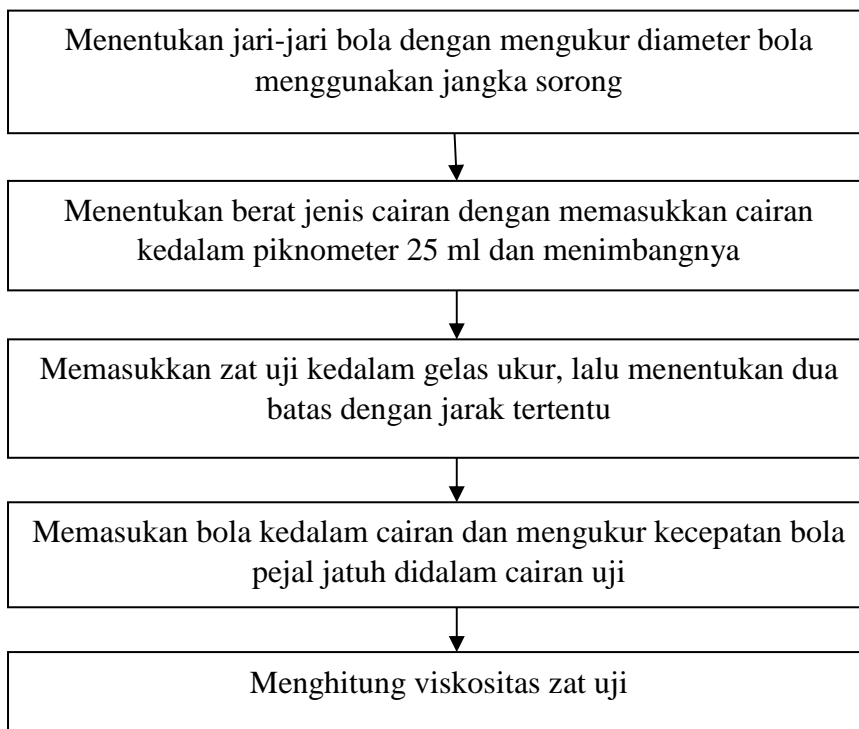 Menentukan jari-jari bola dengan mengukur diameter bola
menggunakan jangka sorong
Menentukan berat jenis cairan dengan memasukkan cairan
kedalam piknometer 25 ml dan menimbangnya
Memasukkan zat uji kedalam gelas ukur, lalu menentukan dua
batas dengan jarak tertentu
Memasukan bola kedalam cairan dan mengukur kecepatan bola
pejal jatuh didalam cairan uji
Menghitung viskositas zat uji